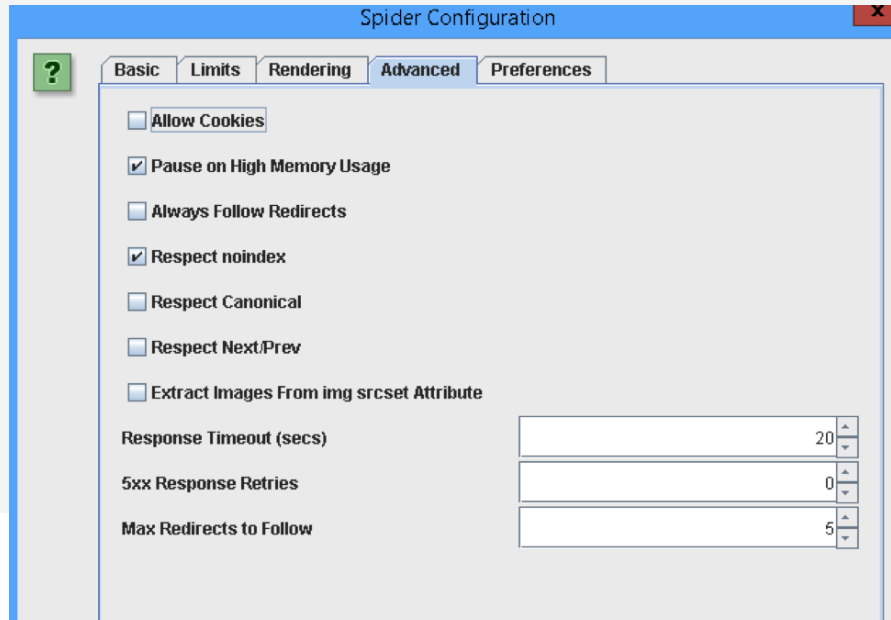 Spider Configuration
x
?
Basic Limits Rendering Advanced Preferences
Allow Cookies
Pause on High Memory Usage
Always Follow Redirects
Respect noindex
Respect Canonical
Respect Next/Prev
Extract Images From img srcset Attribute
Response Timeout (secs) 20
5xx Response Retries 0
Max Redirects to Follow 5